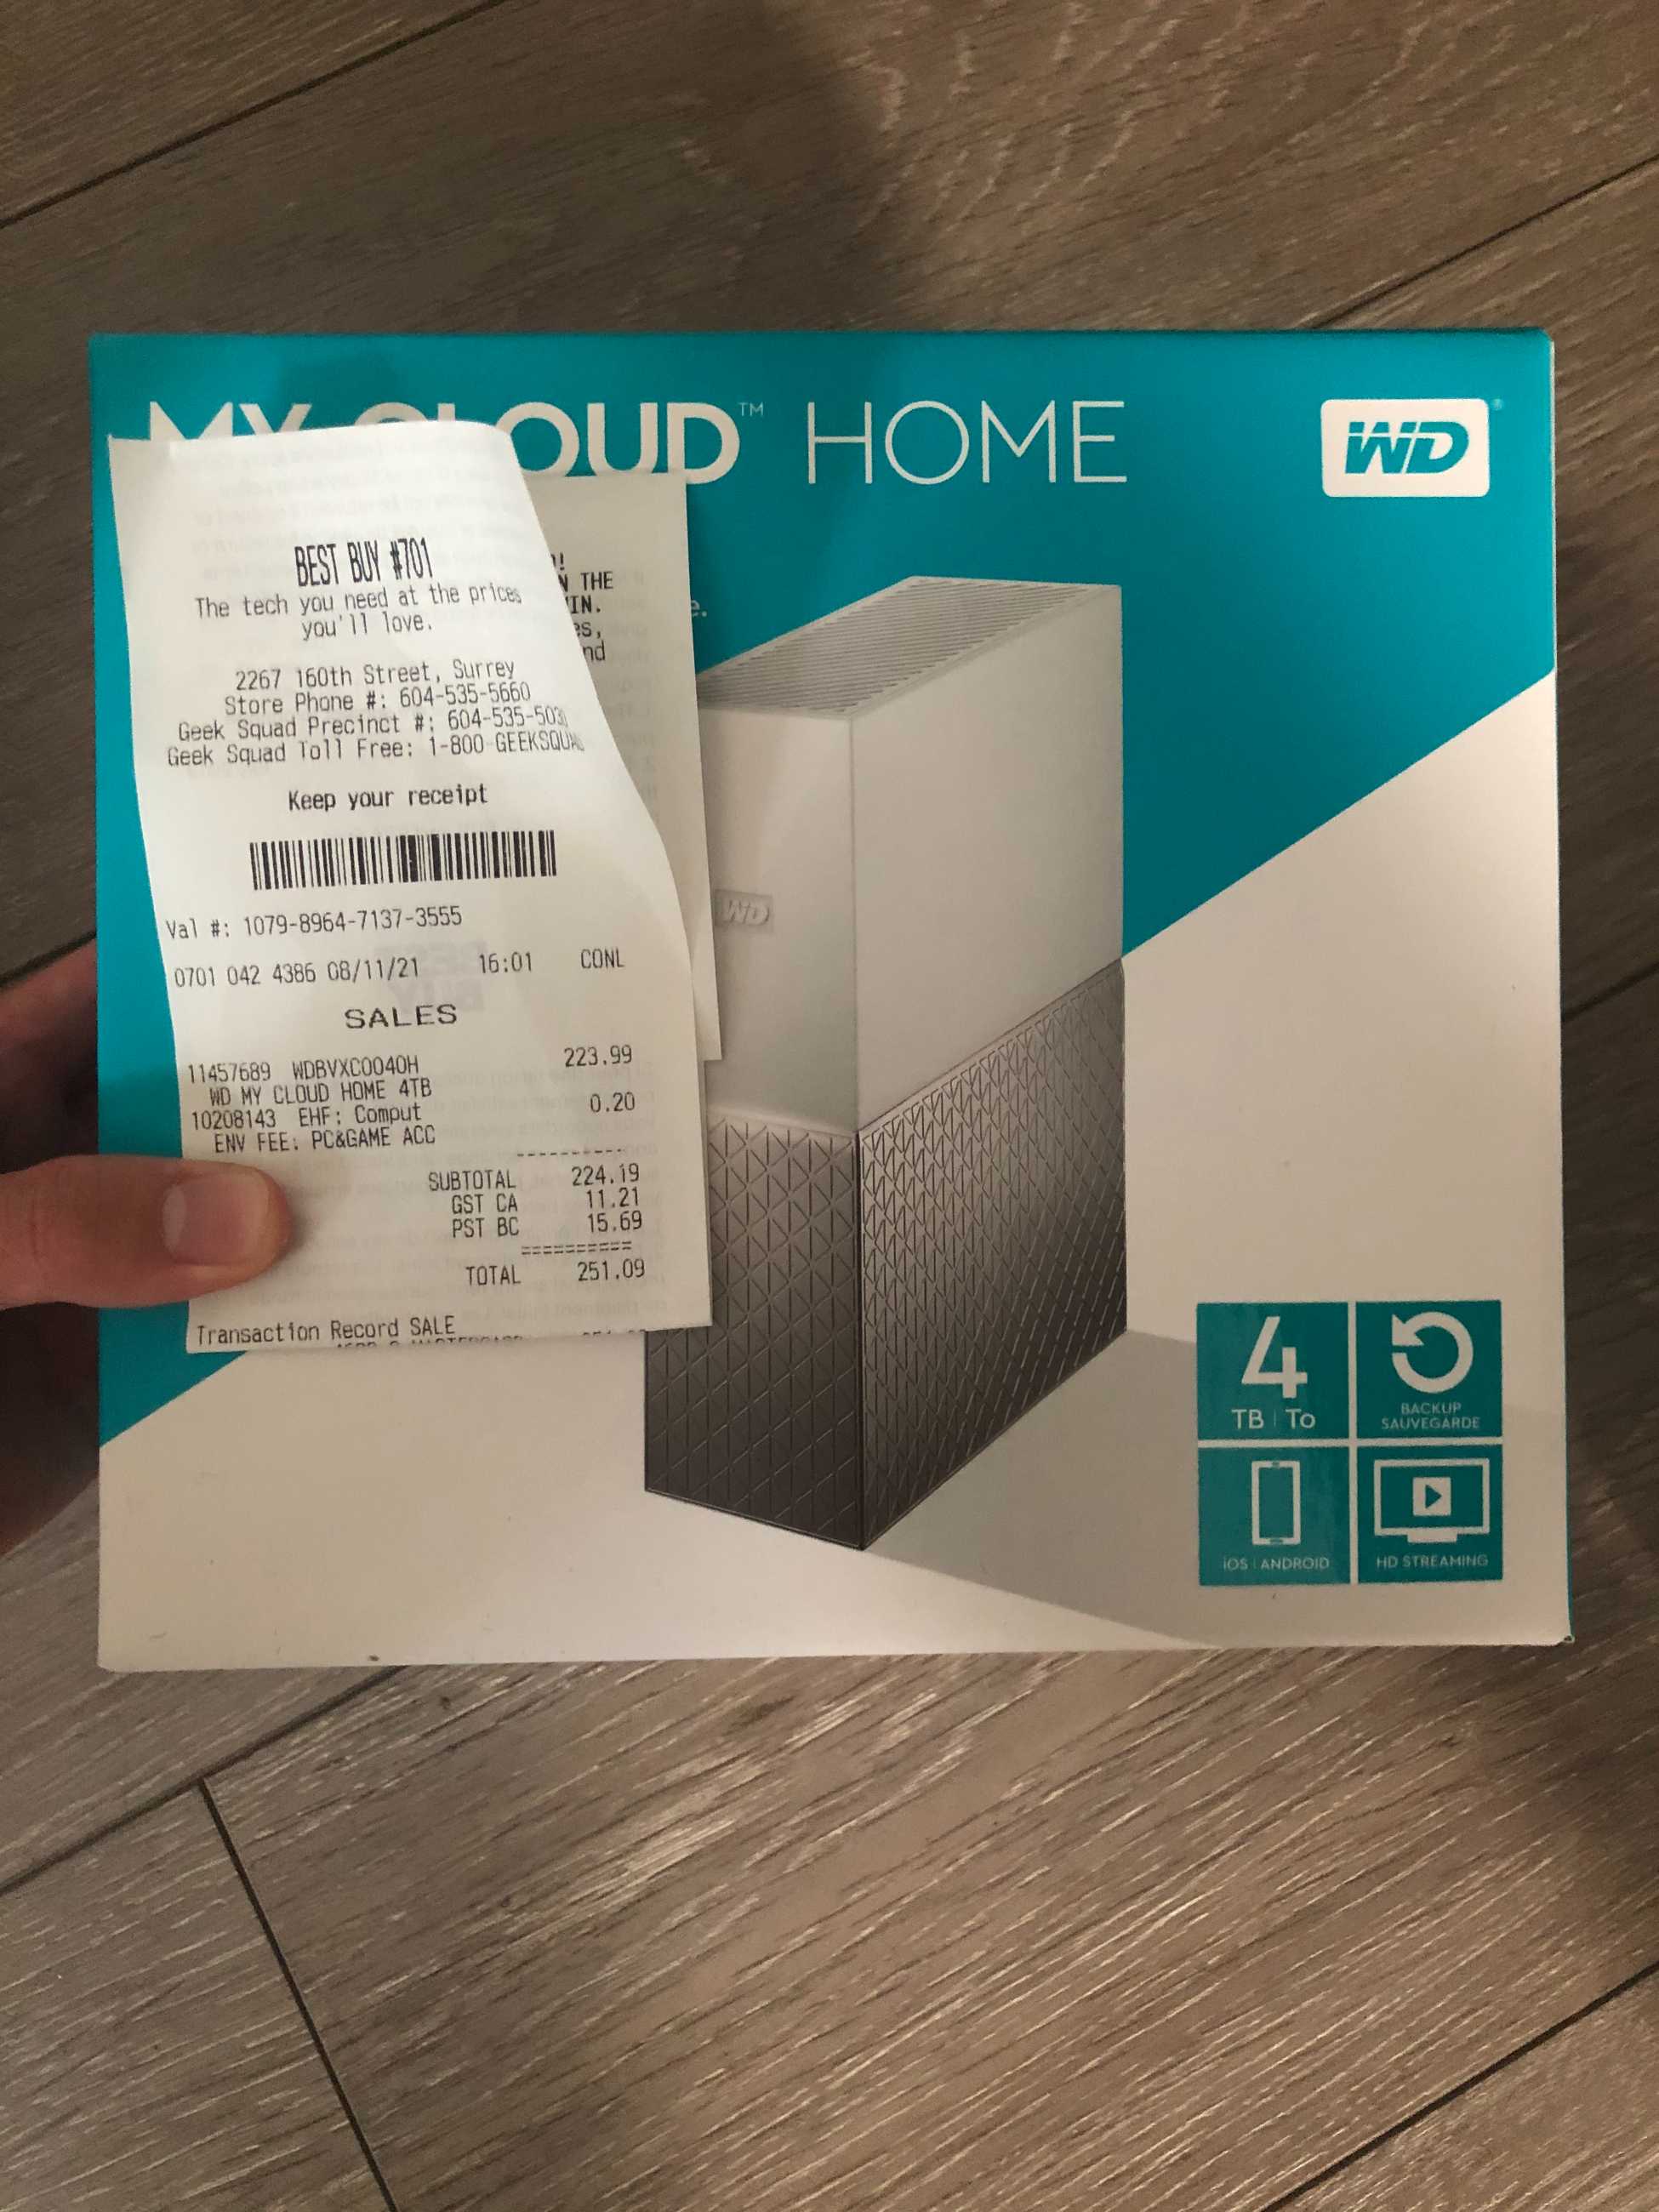 MY CLOUD™ HOME
WD®
BEST BUY #701
The tech you need at the prices
you'll love.
2267 160th Street, Surrey
Store Phone #: 604-535-5660
Geek Squad Precinct #: 604-535-503
Geek Squad Toll Free: 1-800-GEEKSQUA
Keep your receipt
Val #: 1079-8964-7137-3555
0701 042 4386 08/11/21 16:01 CONL
SALES
11457689 WDBVXC0040H 223.99
WD MY CLOUD HOME 4TB
10208143 EHF: Comput 0.20
ENV FEE: PC&GAME ACC
----------
SUBTOTAL 224.19
GST CA 11.21
PST BC 15.69
==========
TOTAL 251.09
Transaction Record SALE
THE
IN.
es,
nd
e.
WD
4
TB | To
BACKUP
SAUVEGARDE
iOS | ANDROID
HD STREAMING